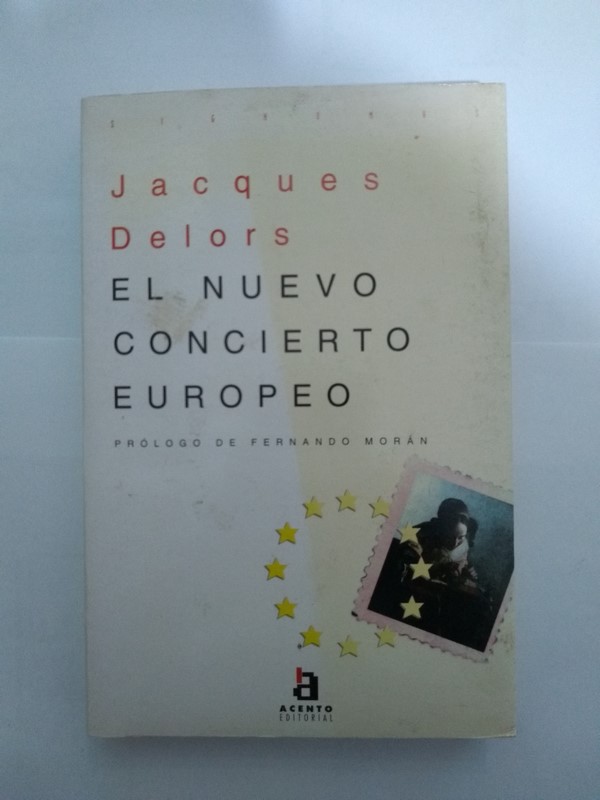 Jacques
Delors
EL NUEVO
CONCIERTO
EUROPEO
PRÓLOGO DE FERNANDO MORÁN
ACENTO
EDITORIAL